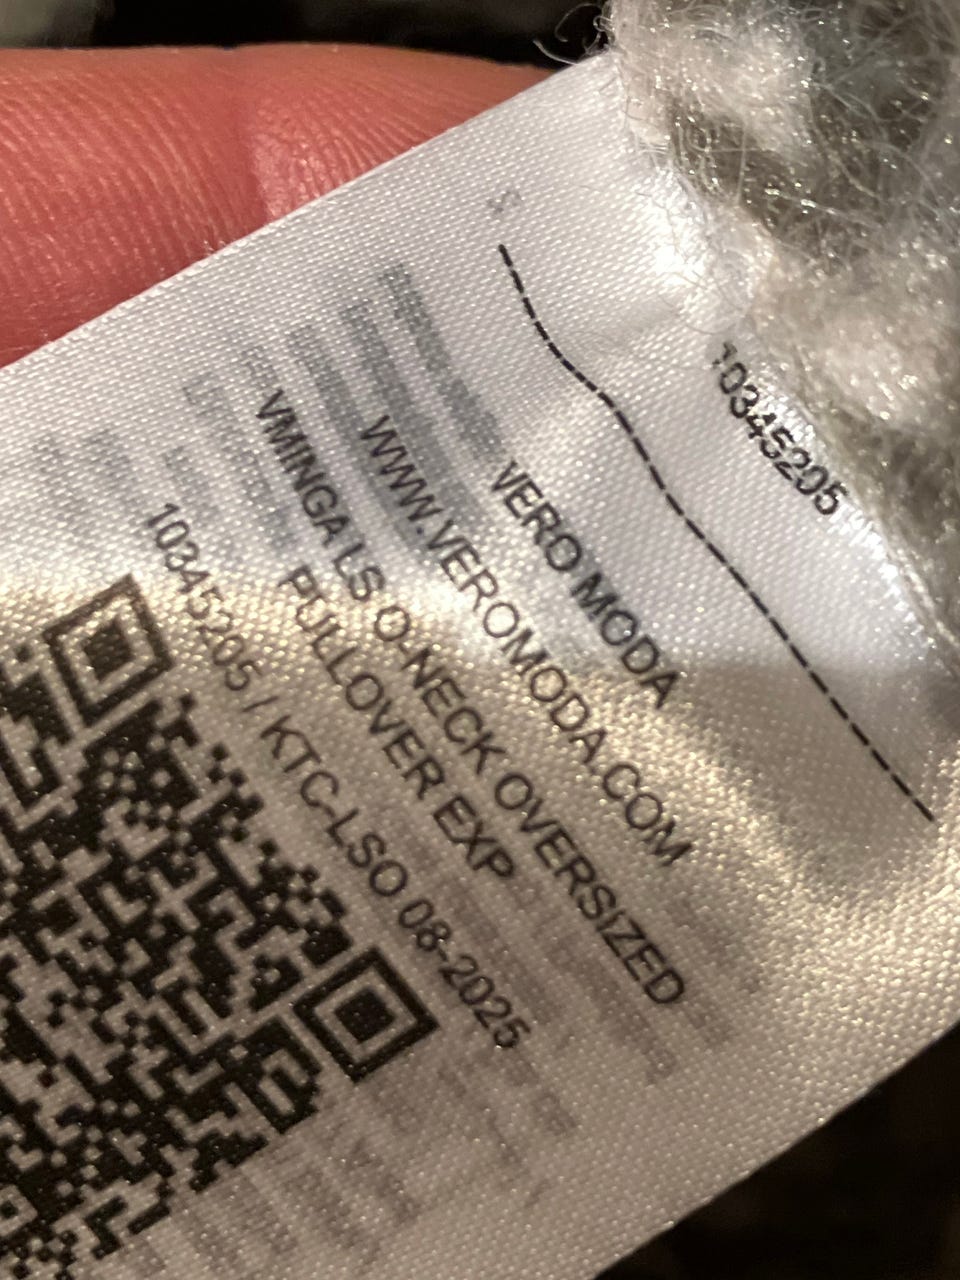 10345205
VERO MODA
WWW.VEROMODA.COM
VMINGA LS O-NECK OVERSIZED
PULLOVER EXP
10345205 / KTC-LSO 08-2025